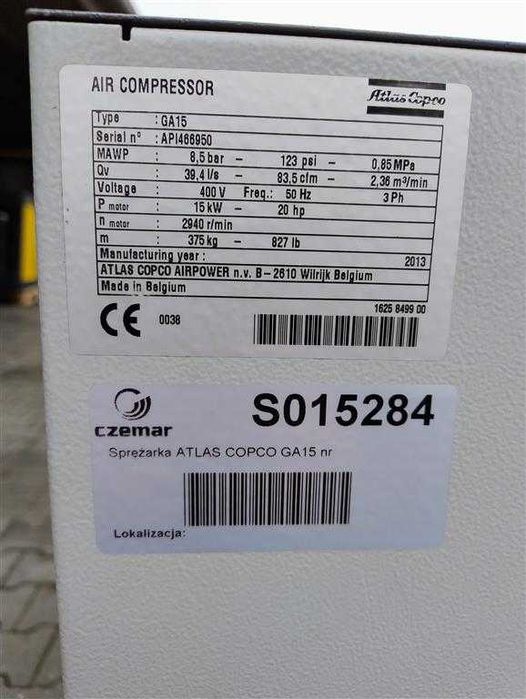 AIR COMPRESSOR
Atlas Copco
Type : GA15
Serial n° : API466950
MAWP : 8,5 bar – 123 psi – 0.85 MPa
Qv : 39,4 l/s – 83,5 cfm – 2,36 m³/min
Voltage : 400 V Freq.: 50 Hz 3 Ph
P motor : 15 kW – 20 hp
n motor : 2940 r/min
m : 375 kg – 827 lb
Manufacturing year : 2013
ATLAS COPCO AIRPOWER n.v. B – 2610 Wilrijk Belgium
Made in Belgium
CE 0038
1625 8499 00
czemar
S015284
Sprężarka ATLAS COPCO GA15 nr
Lokalizacja: